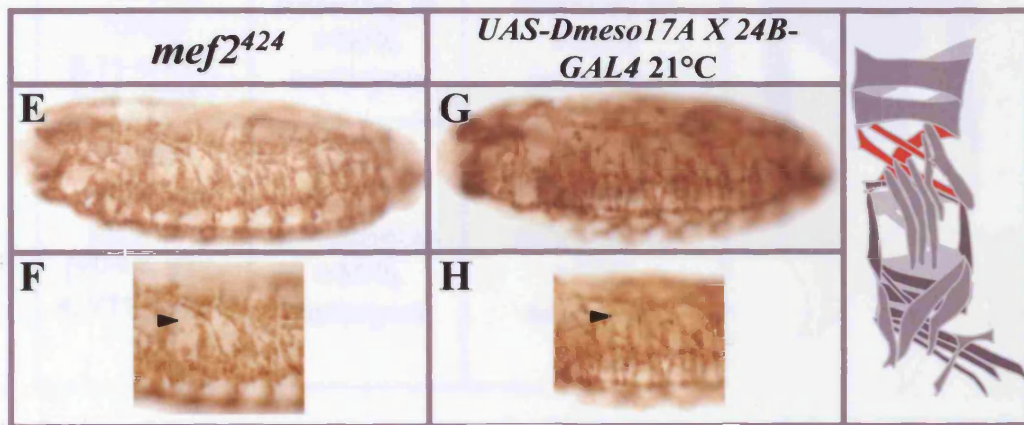 mef2⁴²⁴
UAS-Dmeso17A X 24B-
GAL4 21°C
E
G
F
H